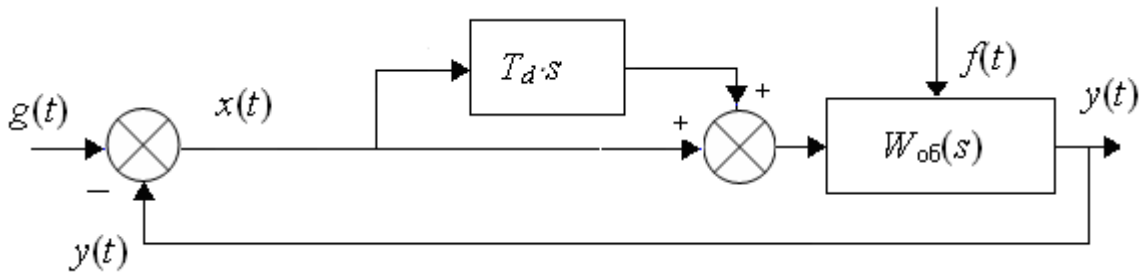 g(t)
−
y(t)
x(t)
T_d·s
+
+
f(t)
W_об(s)
y(t)